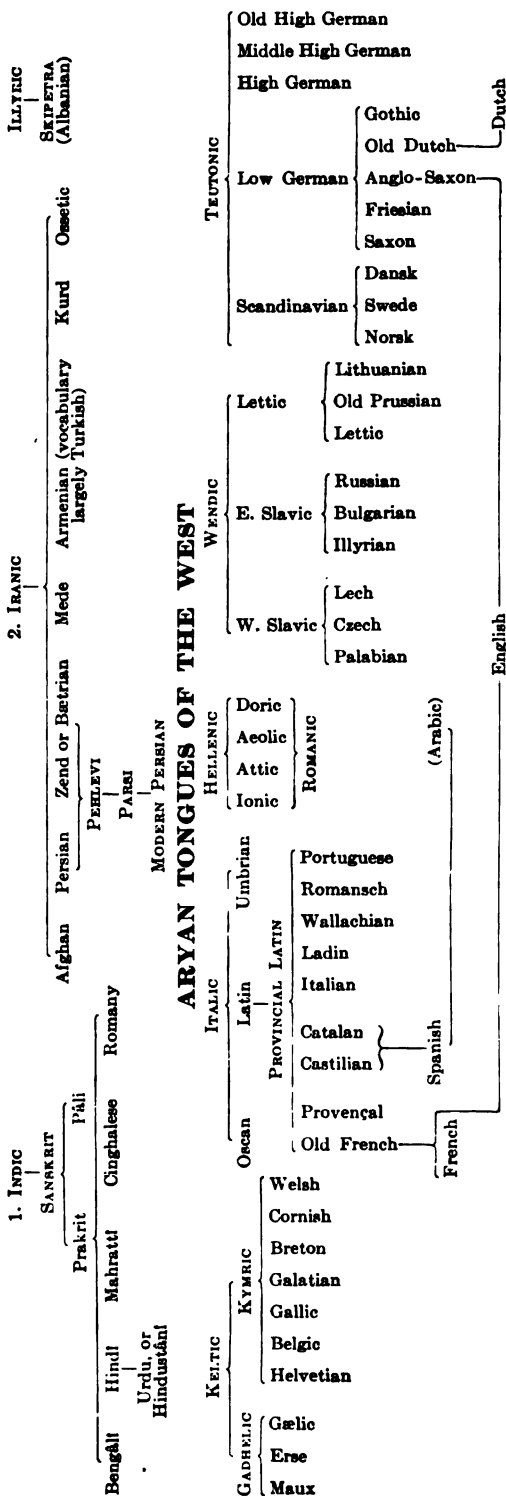 1. INDIC
SANSKRIT
Prakrit Pâli
Bengâlî Hindî Mahrattî Cinghalese Romany
Urdu, or
Hindustânî
2. IRANIC
Afghan Persian Zend or Bætrian Mede Armenian (vocabulary
largely Turkish) Kurd Ossetic
PEHLEVI
PARSI
MODERN PERSIAN
ILLYRIC
SKIPETRA
(Albanian)
ARYAN TONGUES OF THE WEST
KELTIC
GADHELIC
Gælic
Erse
Maux
KYMRIC
Welsh
Cornish
Breton
Galatian
Gallic
Belgic
Helvetian
ITALIC
Oscan Latin Umbrian
PROVINCIAL LATIN
Portuguese
Romansch
Wallachian
Ladin
Italian
Catalan
Castilian
Provençal
Old French
French
Spanish
(Arabic)
HELLENIC
Doric
Aeolic
Attic
Ionic
ROMANIC
WENDIC
Lettic
Lithuanian
Old Prussian
Lettic
E. Slavic
Russian
Bulgarian
Illyrian
W. Slavic
Lech
Czech
Palabian
TEUTONIC
Old High German
Middle High German
High German
Low German
Gothic
Old Dutch
Anglo-Saxon
Friesian
Saxon
Scandinavian
Dansk
Swede
Norsk
Dutch
English